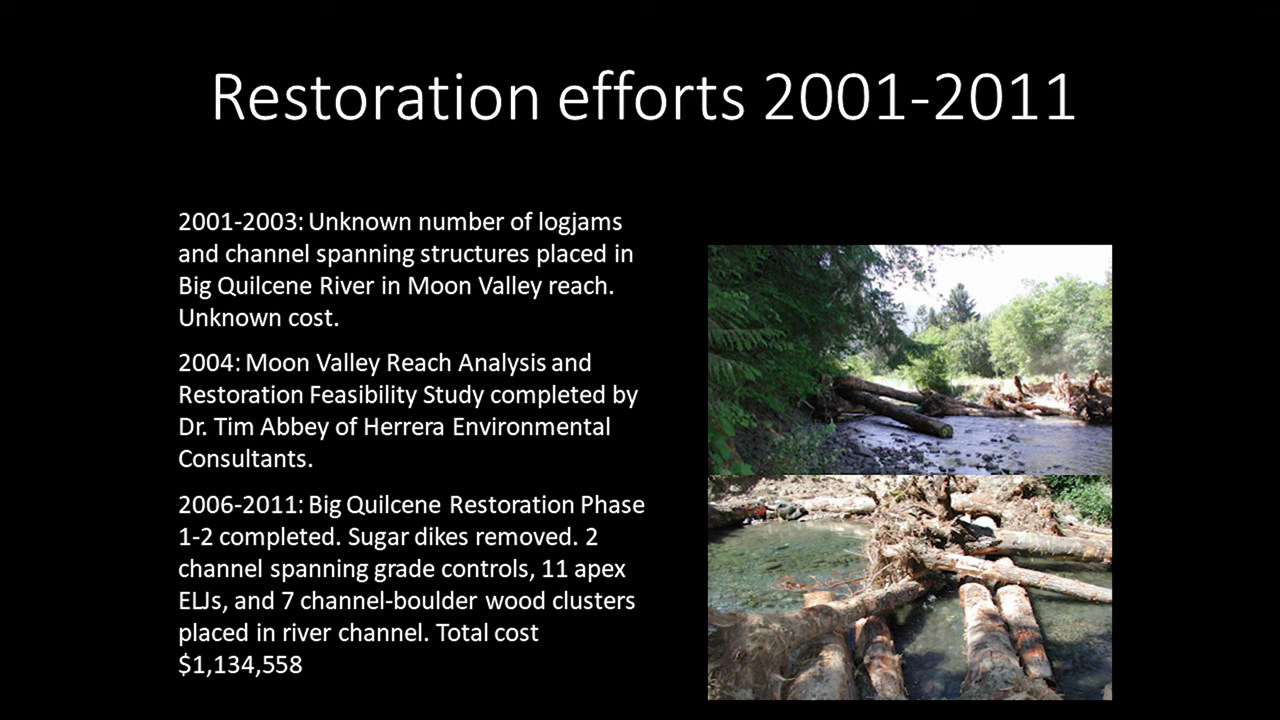 Restoration efforts 2001-2011
2001-2003: Unknown number of logjams
and channel spanning structures placed in
Big Quilcene River in Moon Valley reach.
Unknown cost.
2004: Moon Valley Reach Analysis and
Restoration Feasibility Study completed by
Dr. Tim Abbey of Herrera Environmental
Consultants.
2006-2011: Big Quilcene Restoration Phase
1-2 completed. Sugar dikes removed. 2
channel spanning grade controls, 11 apex
ELJs, and 7 channel-boulder wood clusters
placed in river channel. Total cost
$1,134,558